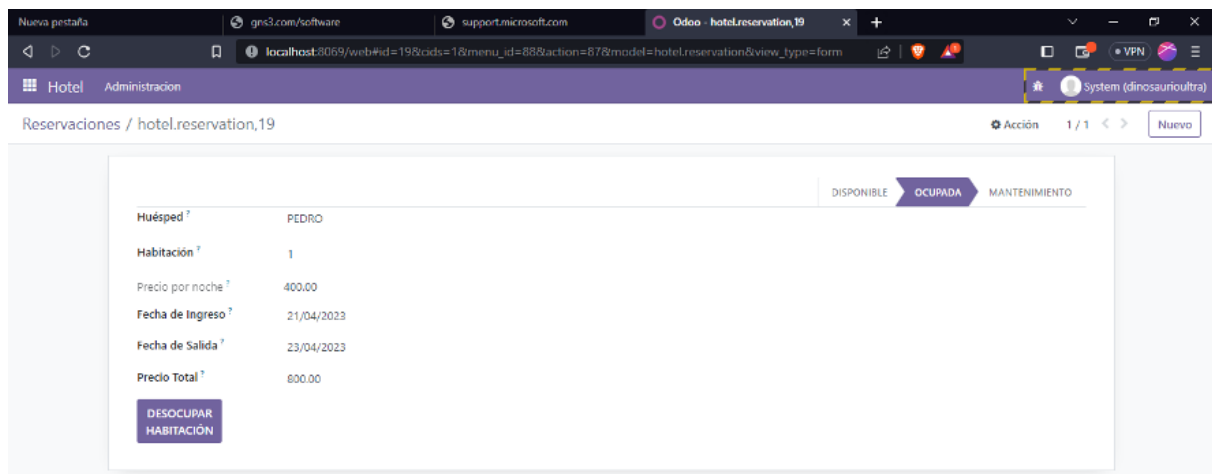 Nueva pestaña
gns3.com/software
support.microsoft.com
Odoo - hotel.reservation,19
localhost:8069/web#id=19&cids=1&menu_id=88&action=87&model=hotel.reservation&view_type=form
VPN
Hotel
Administracion
System (dinosaurioultra)
Reservaciones / hotel.reservation,19
Acción
1 / 1
Nuevo
DISPONIBLE
OCUPADA
MANTENIMIENTO
Huésped ?
PEDRO
Habitación ?
1
Precio por noche ?
400.00
Fecha de Ingreso ?
21/04/2023
Fecha de Salida ?
23/04/2023
Precio Total ?
800.00
DESOCUPAR
HABITACIÓN